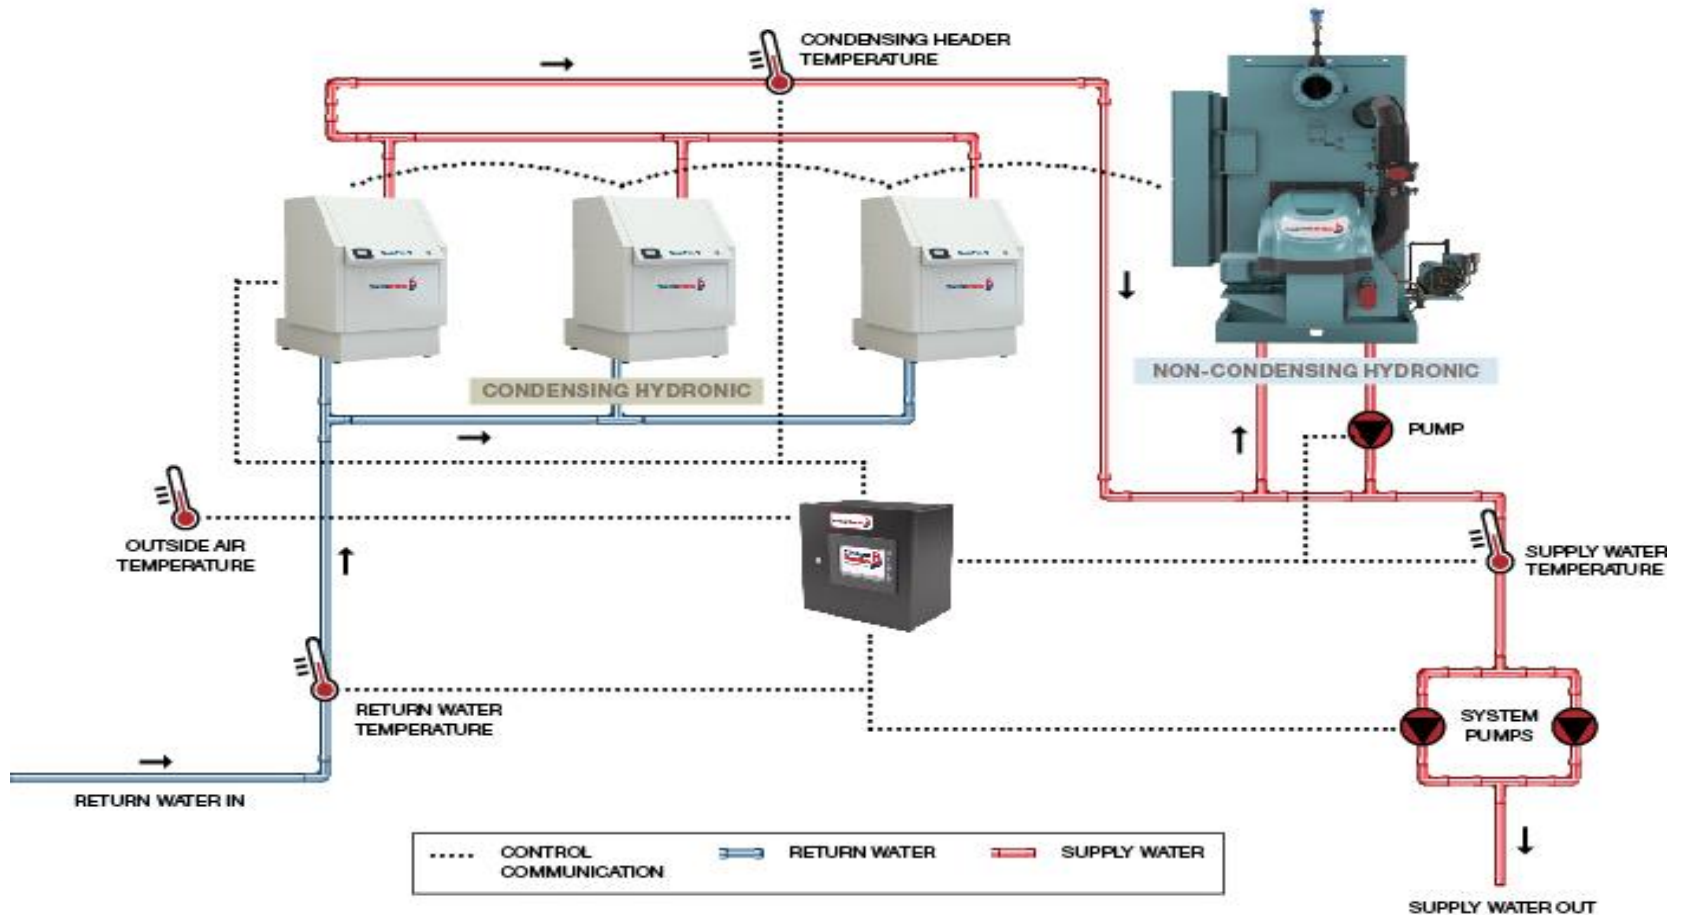 CONDENSING HEADER
TEMPERATURE
CONDENSING HYDRONIC
NON-CONDENSING HYDRONIC
PUMP
OUTSIDE AIR
TEMPERATURE
SUPPLY WATER
TEMPERATURE
RETURN WATER
TEMPERATURE
SYSTEM
PUMPS
RETURN WATER IN
CONTROL
COMMUNICATION
RETURN WATER
SUPPLY WATER
SUPPLY WATER OUT